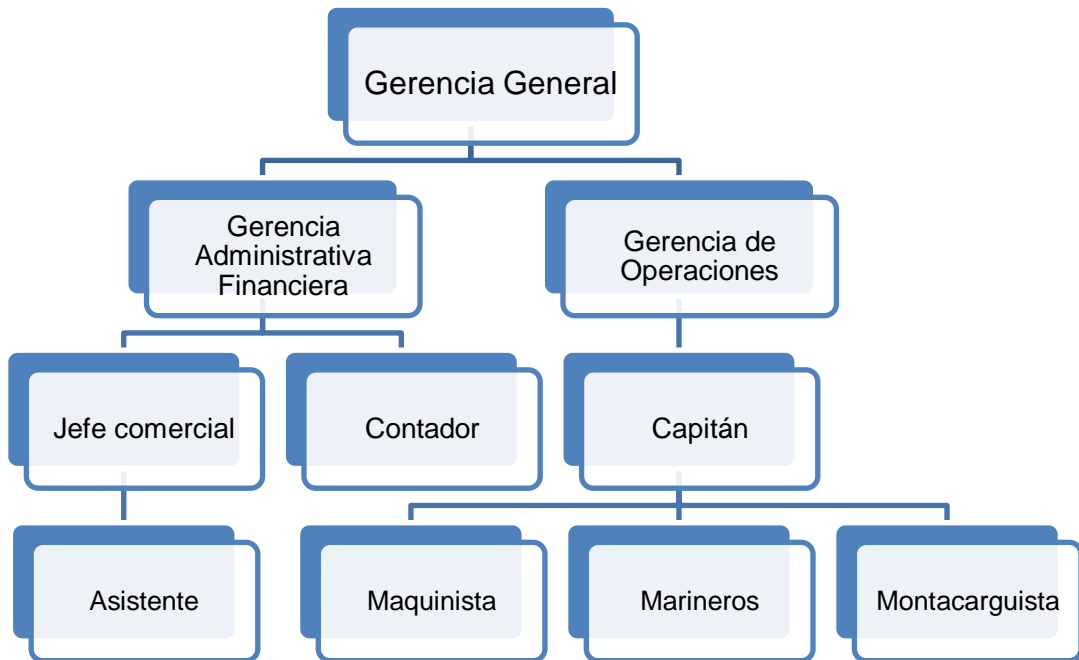 Gerencia General
Gerencia
Administrativa
Financiera
Gerencia de
Operaciones
Jefe comercial
Contador
Capitán
Asistente
Maquinista
Marineros
Montacarguista